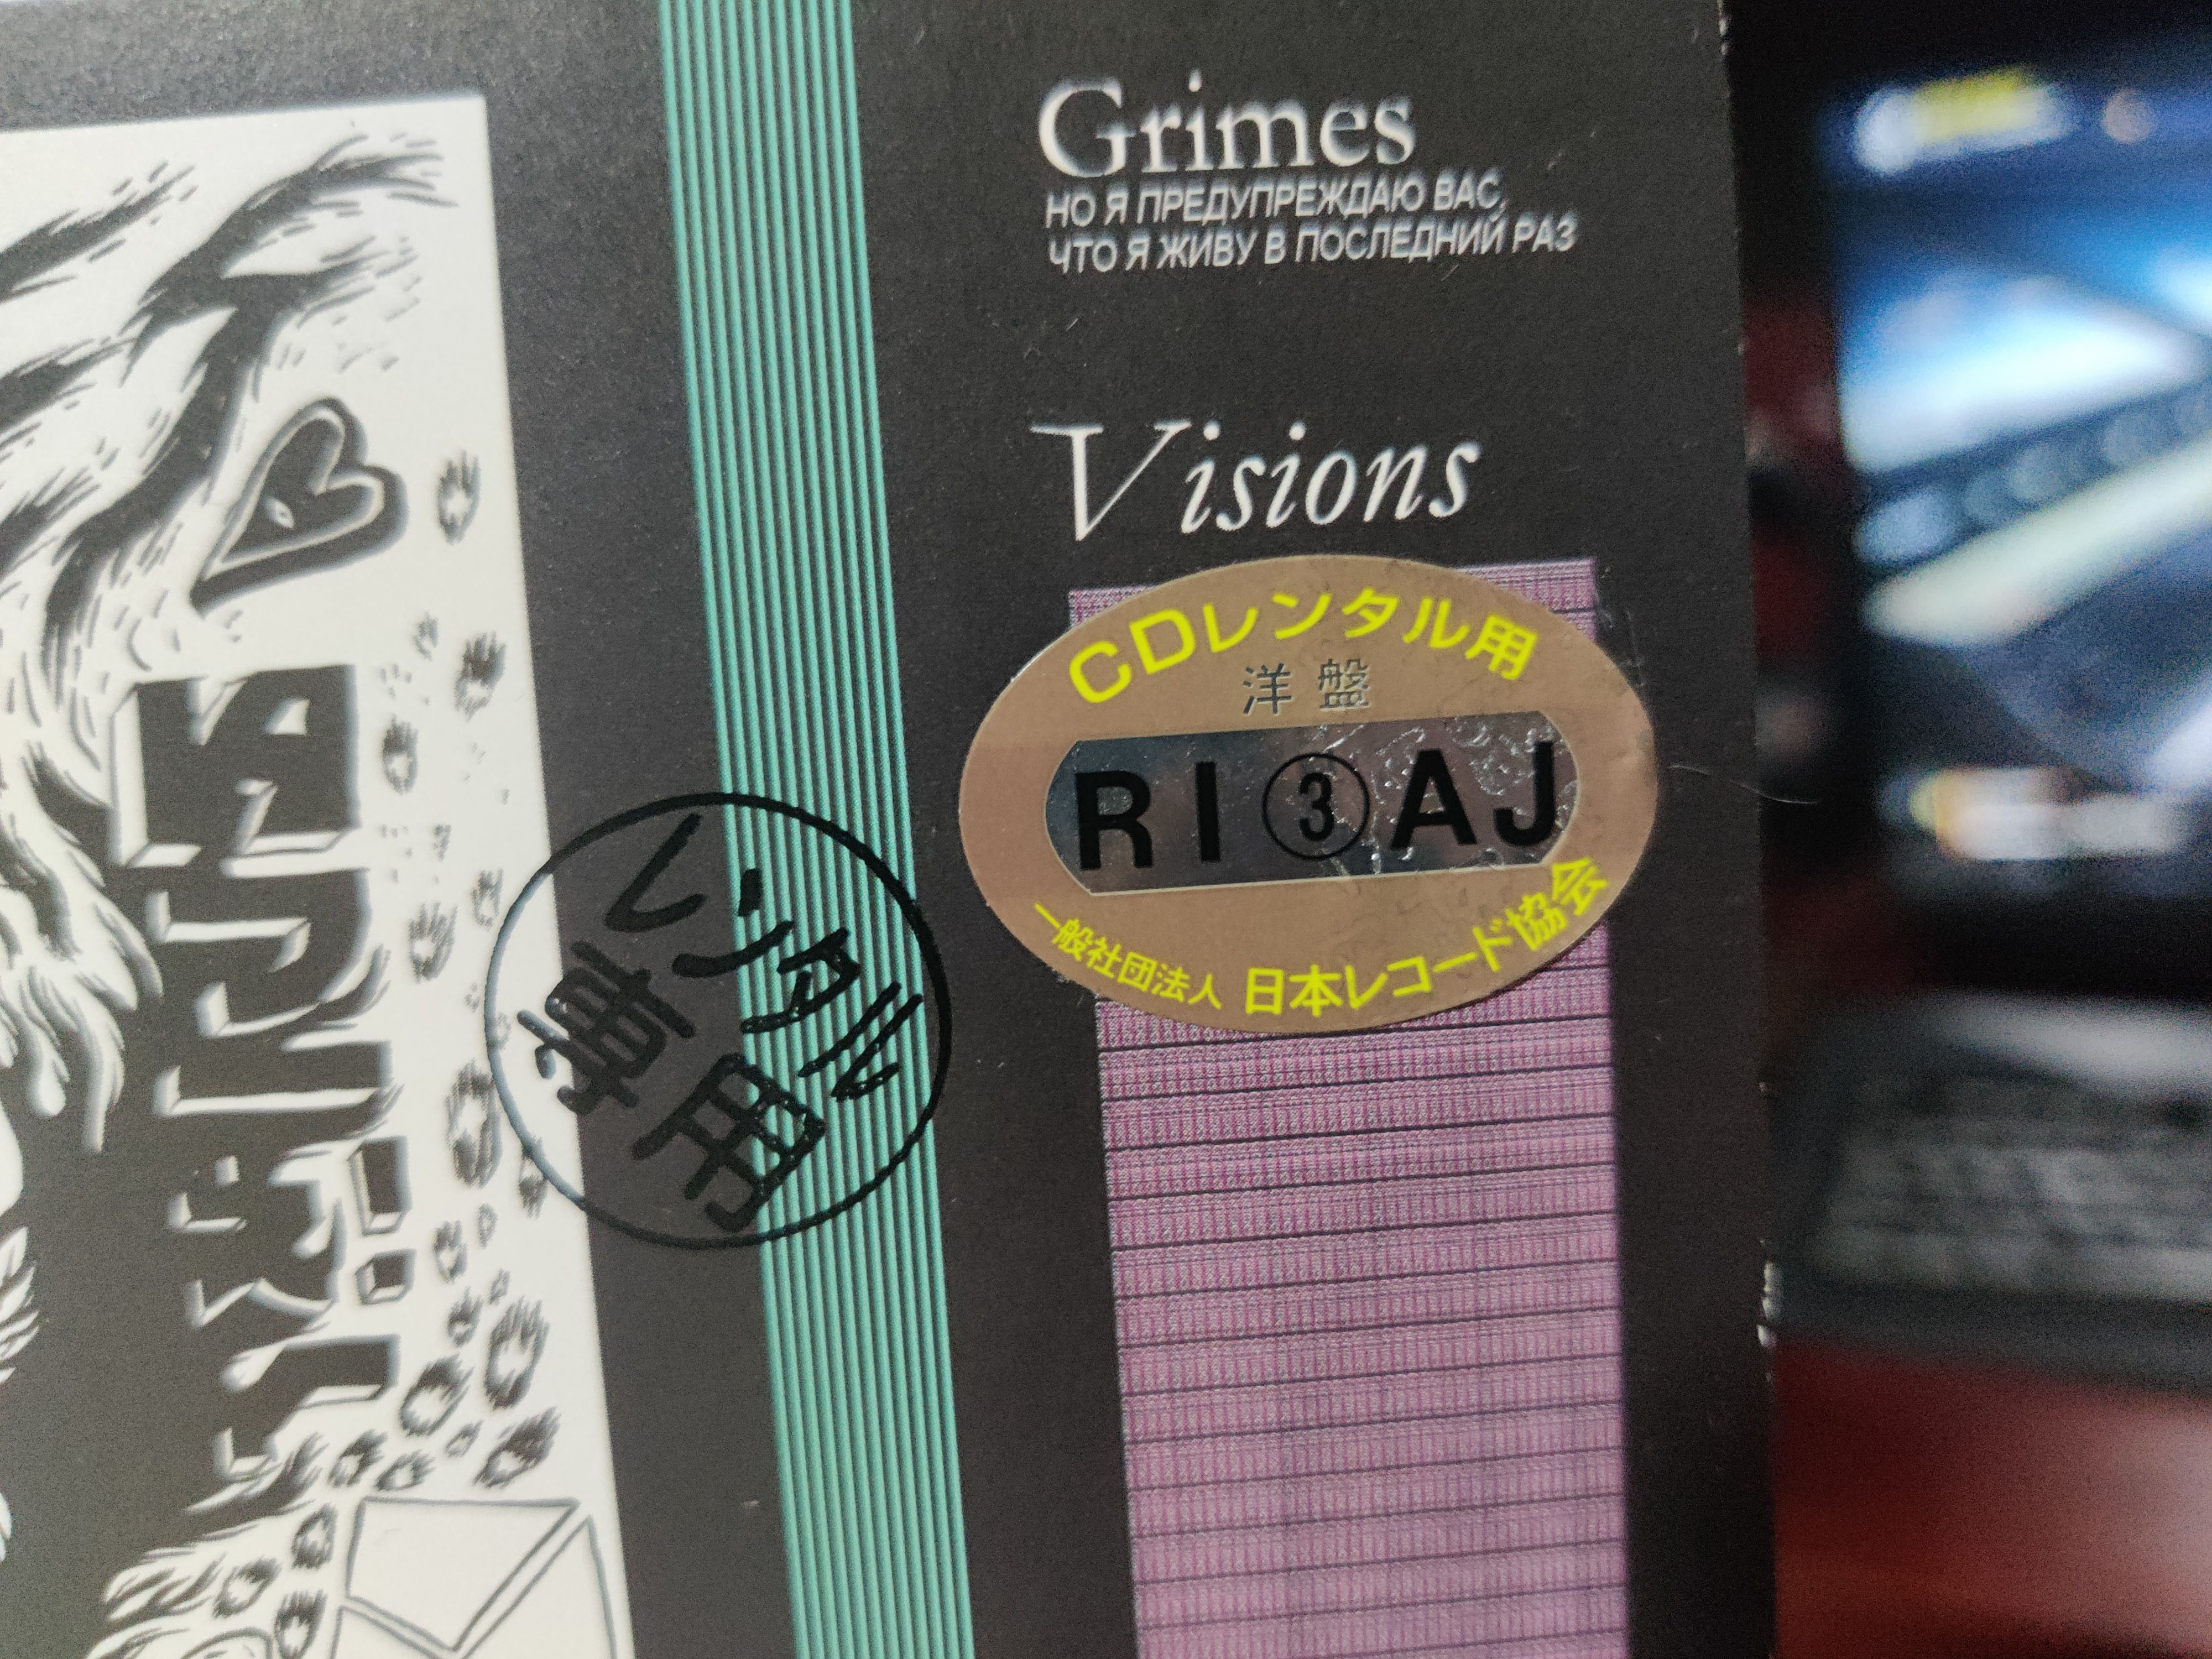 Grimes
НО Я ПРЕДУПРЕЖДАЮ ВАС,
ЧТО Я ЖИВУ В ПОСЛЕДНИЙ РАЗ
Visions
CDレンタル用
洋盤
RI③AJ
一般社団法人 日本レコード協会
レンタル
専用